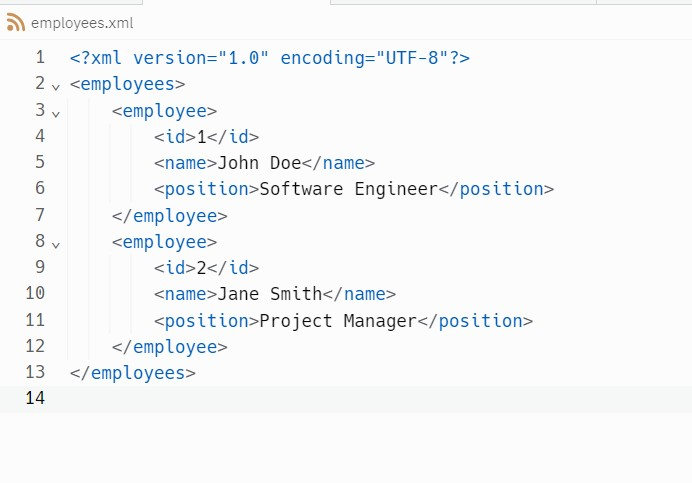 employees.xml
1 <?xml version="1.0" encoding="UTF-8"?>
2 <employees>
3     <employee>
4         <id>1</id>
5         <name>John Doe</name>
6         <position>Software Engineer</position>
7     </employee>
8     <employee>
9         <id>2</id>
10         <name>Jane Smith</name>
11         <position>Project Manager</position>
12     </employee>
13 </employees>
14